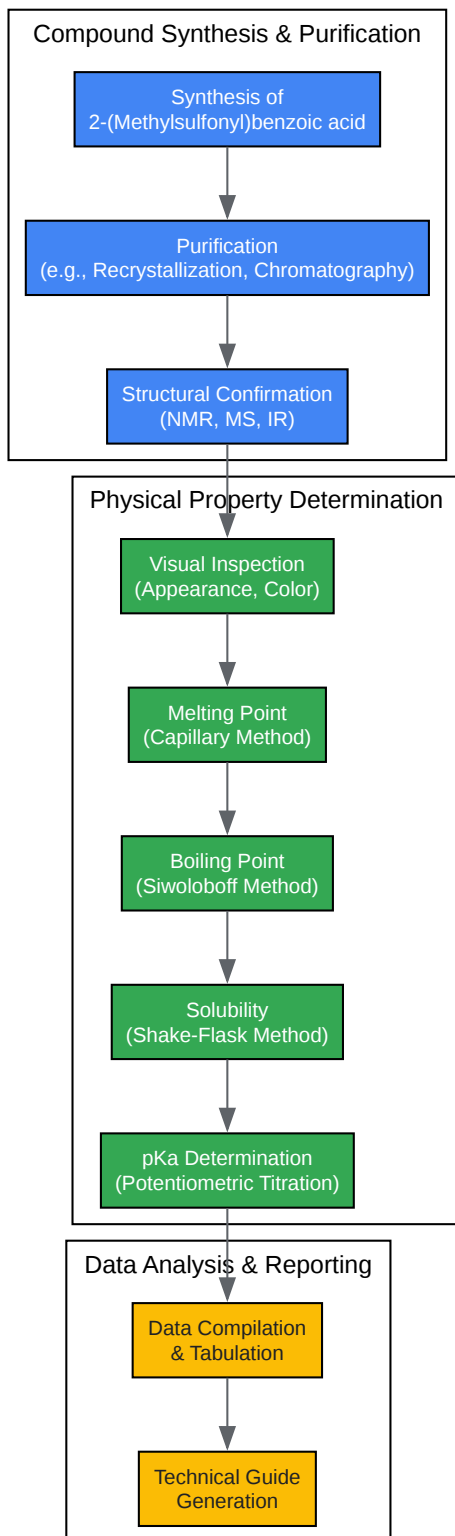 Compound Synthesis & Purification
Synthesis of
2-(Methylsulfonyl)benzoic acid
Purification
(e.g., Recrystallization, Chromatography)
Structural Confirmation
(NMR, MS, IR)
Physical Property Determination
Visual Inspection
(Appearance, Color)
Melting Point
(Capillary Method)
Boiling Point
(Siwoloboff Method)
Solubility
(Shake-Flask Method)
pKa Determination
(Potentiometric Titration)
Data Analysis & Reporting
Data Compilation
& Tabulation
Technical Guide
Generation